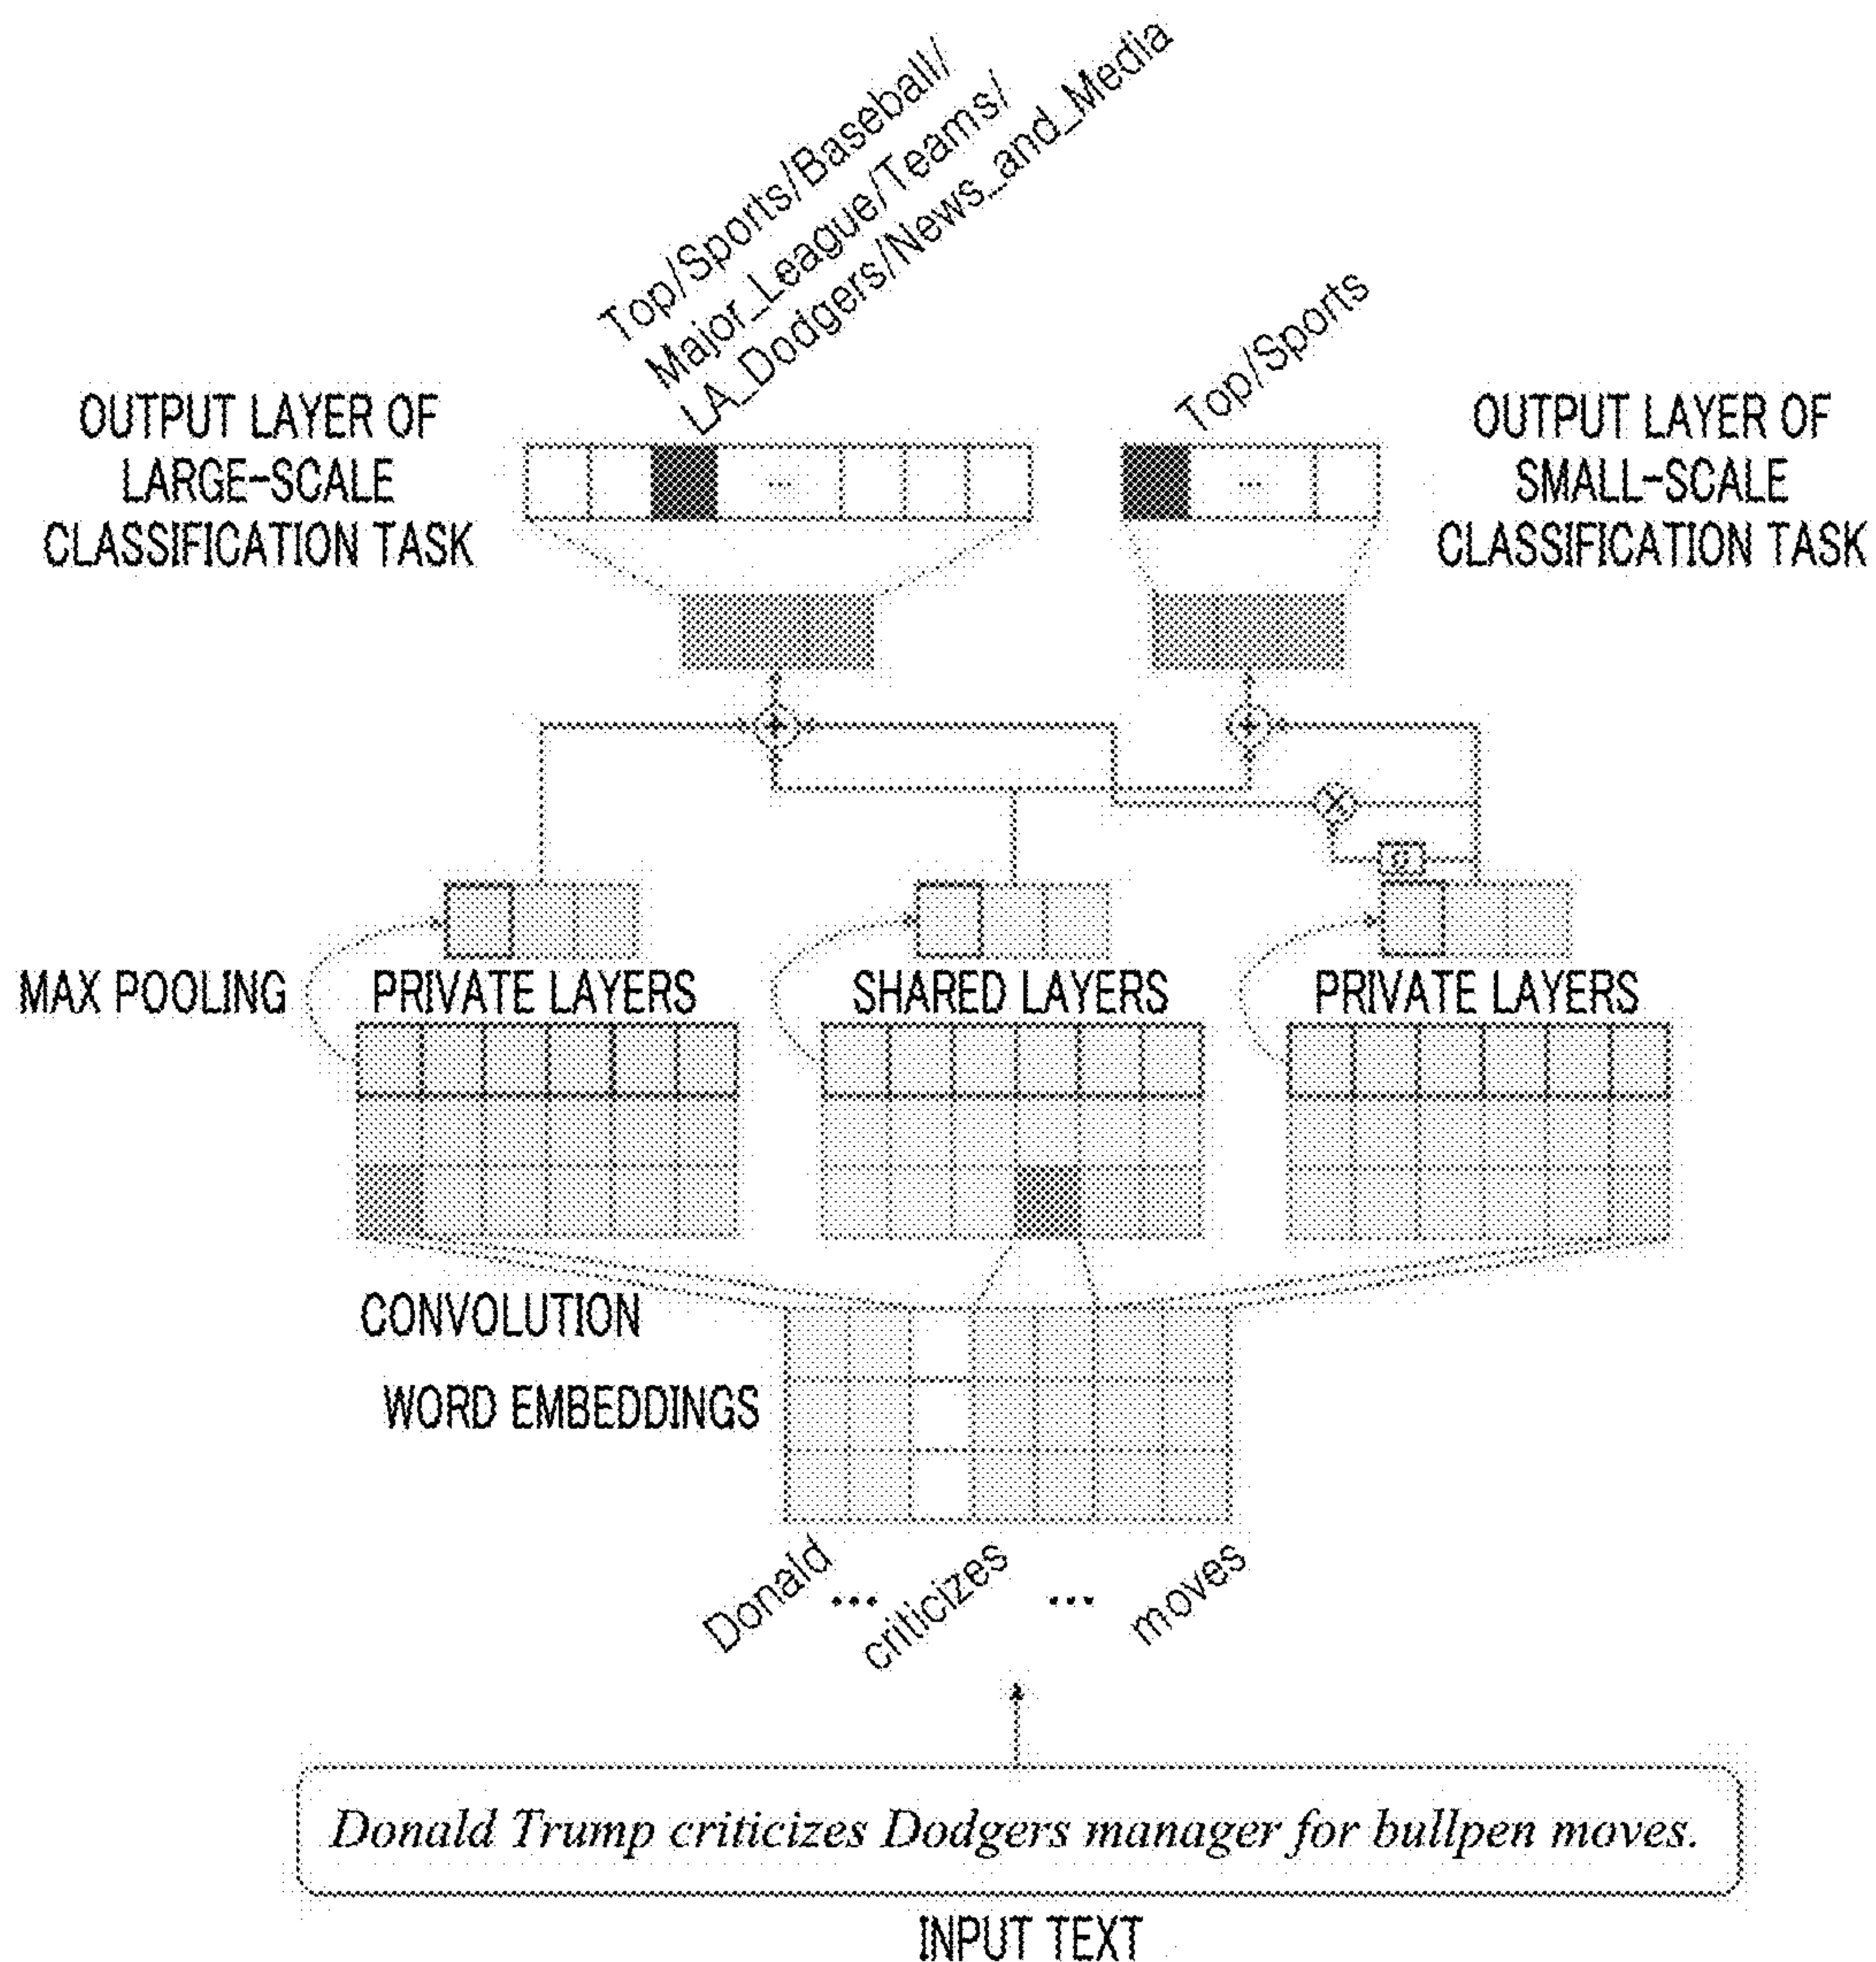 Top/Sports/Baseball/
Major_League/Teams/
LA_Dodgers/News_and_Media
Top/Sports
OUTPUT LAYER OF
LARGE-SCALE
CLASSIFICATION TASK
...
...
OUTPUT LAYER OF
SMALL-SCALE
CLASSIFICATION TASK
+
+
×
MAX POOLING
PRIVATE LAYERS
SHARED LAYERS
PRIVATE LAYERS
CONVOLUTION
WORD EMBEDDINGS
Donald ... criticizes ... moves
Donald Trump criticizes Dodgers manager for bullpen moves.
INPUT TEXT